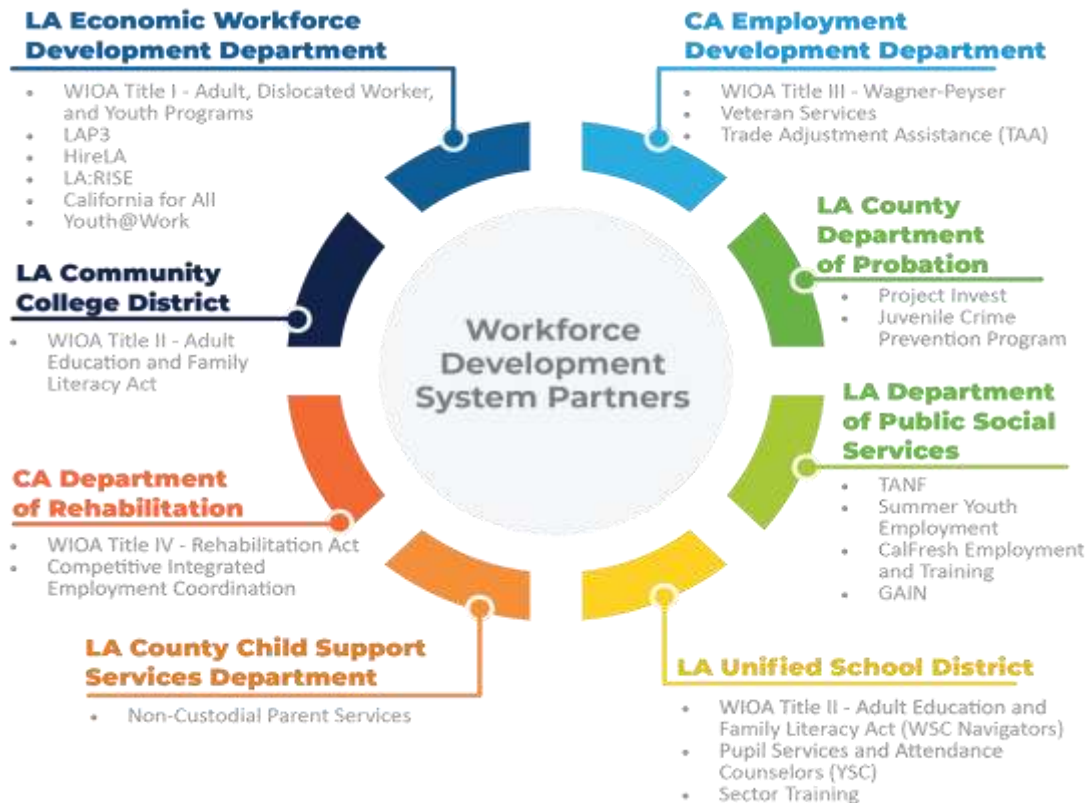 LA Economic Workforce
Development Department
• WIOA Title I - Adult, Dislocated Worker,
and Youth Programs
• LAP3
• HireLA
• LA:RISE
• California for All
• Youth@Work
CA Employment
Development Department
• WIOA Title III - Wagner-Peyser
• Veteran Services
• Trade Adjustment Assistance (TAA)
LA County
Department
of Probation
• Project Invest
• Juvenile Crime
Prevention Program
LA Community
College District
• WIOA Title II - Adult
Education and Family
Literacy Act
Workforce
Development
System Partners
LA Department
of Public Social
Services
• TANF
• Summer Youth
Employment
• CalFresh Employment
and Training
• GAIN
CA Department
of Rehabilitation
• WIOA Title IV - Rehabilitation Act
• Competitive Integrated
Employment Coordination
LA County Child Support
Services Department
• Non-Custodial Parent Services
LA Unified School District
• WIOA Title II - Adult Education and
Family Literacy Act (WSC Navigators)
• Pupil Services and Attendance
Counselors (YSC)
• Sector Training